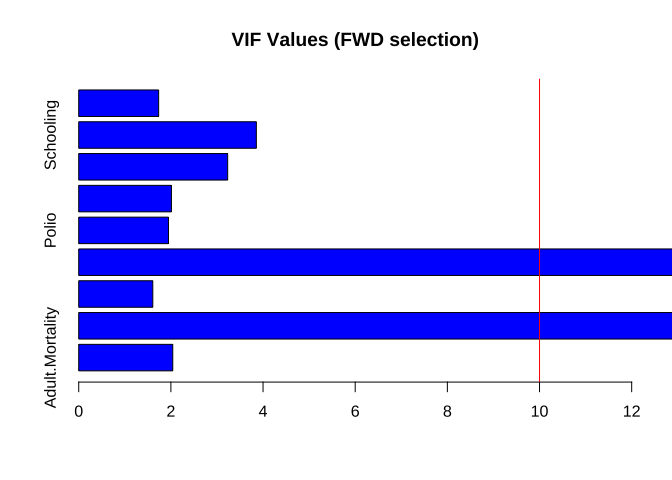 VIF Values (FWD selection)
Schooling
Polio
Adult.Mortality
0 2 4 6 8 10 12